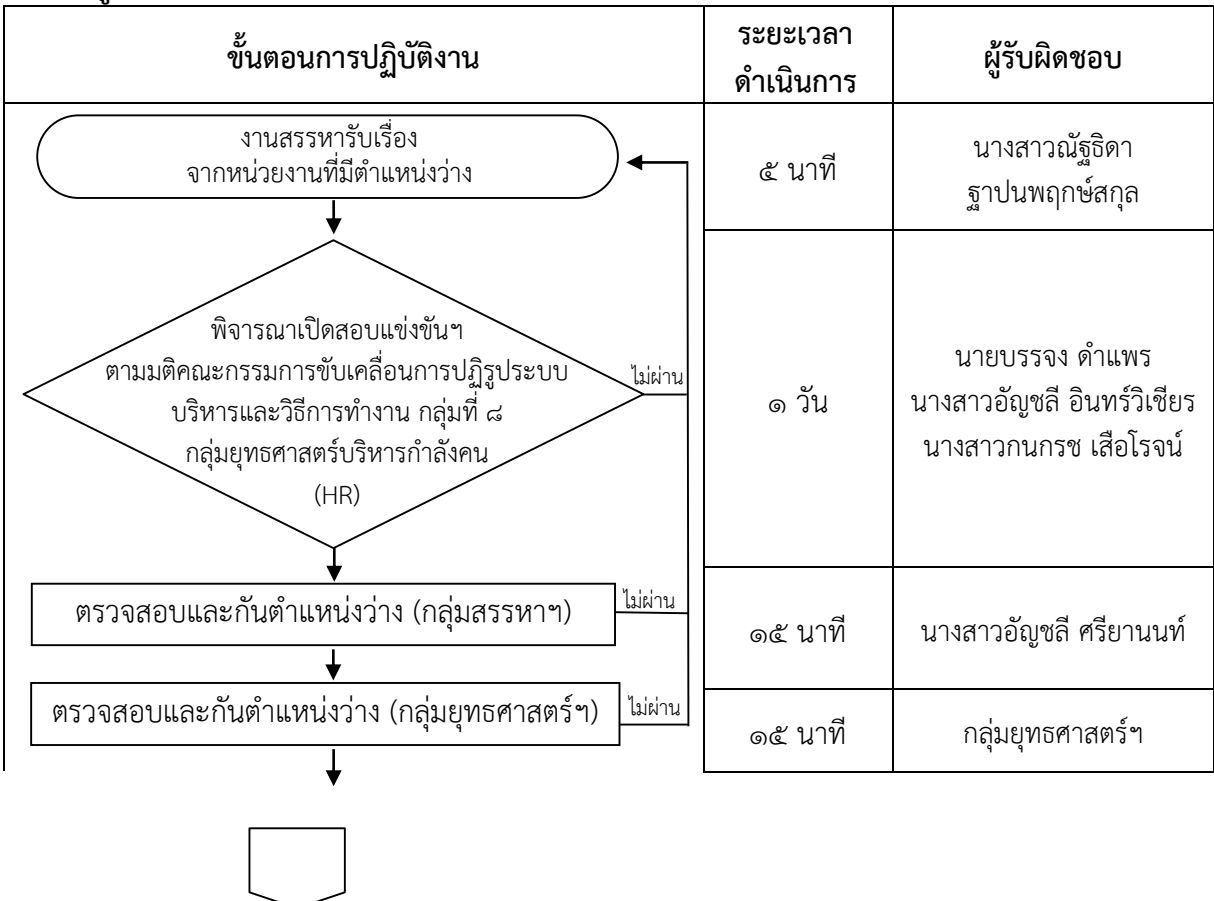 ขั้นตอนการปฏิบัติงาน
ระยะเวลา
ดำเนินการ
ผู้รับผิดชอบ
งานสรรหารับเรื่อง
จากหน่วยงานที่มีตำแหน่งว่าง
๕ นาที
นางสาวณัฐธิดา
ฐาปนพฤกษ์สกุล
พิจารณาเปิดสอบแข่งขันฯ
ตามมติคณะกรรมการขับเคลื่อนการปฏิรูประบบ
บริหารและวิธีการทำงาน กลุ่มที่ ๘
กลุ่มยุทธศาสตร์บริหารกำลังคน
(HR)
ไม่ผ่าน
๑ วัน
นายบรรจง ดำแพร
นางสาวอัญชลี อินทร์วิเชียร
นางสาวกนกรช เสือโรจน์
ตรวจสอบและกันตำแหน่งว่าง (กลุ่มสรรหาฯ)
ไม่ผ่าน
๑๕ นาที
นางสาวอัญชลี ศรียานนท์
ตรวจสอบและกันตำแหน่งว่าง (กลุ่มยุทธศาสตร์ฯ)
ไม่ผ่าน
๑๕ นาที
กลุ่มยุทธศาสตร์ฯ